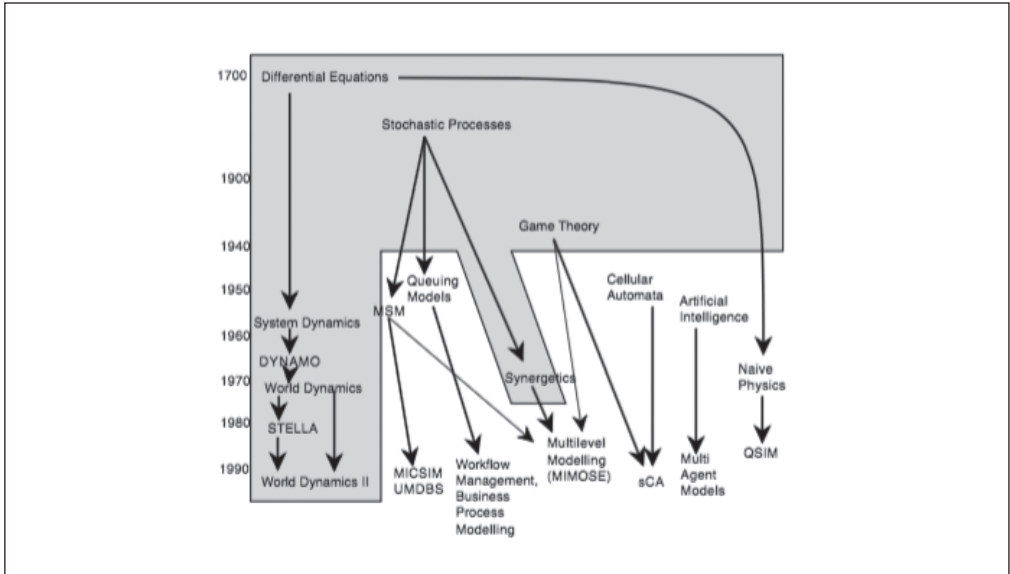 1700
Differential Equations
Stochastic Processes
1900
Game Theory
1940
1950
Queuing
Models
Cellular
Automata
Artificial
Intelligence
MSM
System Dynamics
1960
DYNAMO
Naive
Physics
1970
World Dynamics
Synergetics
1980
STELLA
Multilevel
Modelling
(MIMOSE)
QSIM
1990
World Dynamics II
MICSIM
UMDBS
Workflow
Management,
Business
Process
Modelling
sCA
Multi
Agent
Models